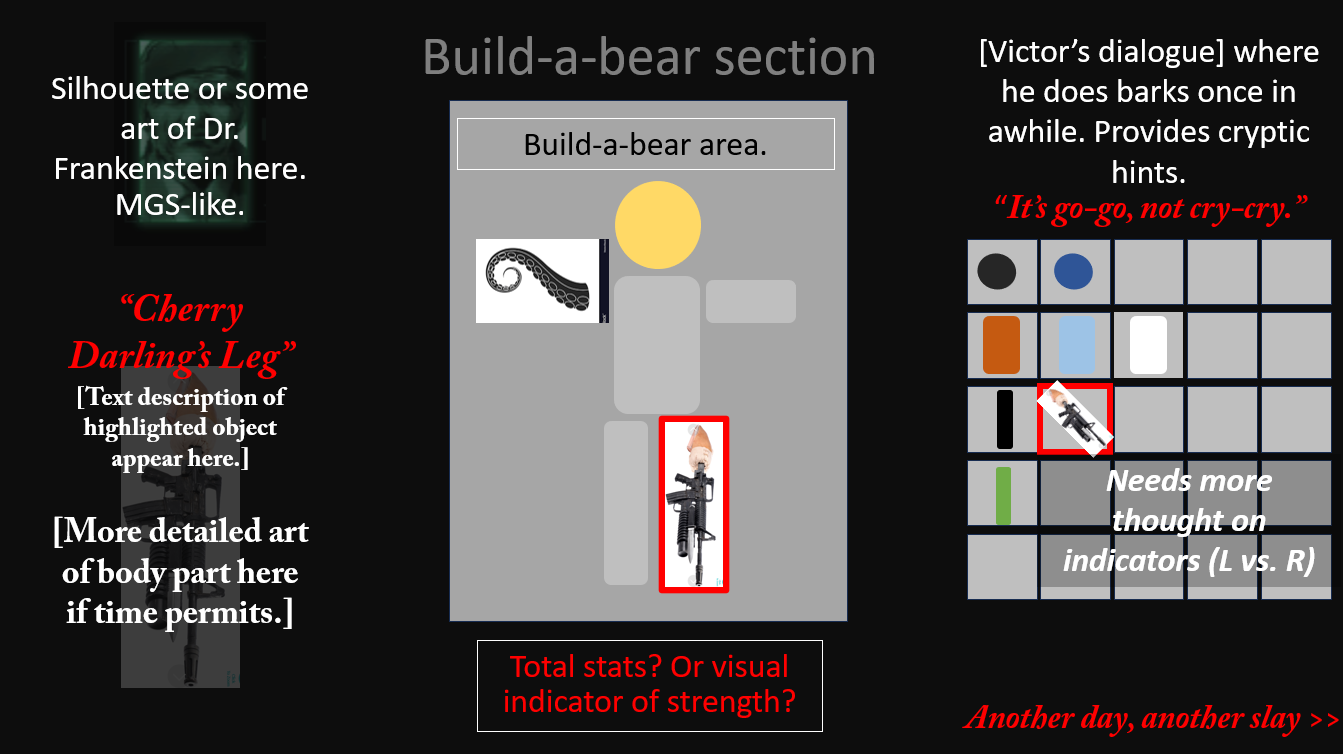 Silhouette or some
art of Dr.
Frankenstein here.
MGS-like.
“Cherry
Darling’s Leg”
[Text description of
highlighted object
appear here.]
[More detailed art
of body part here
if time permits.]
Build-a-bear section
Build-a-bear area.
Total stats? Or visual
indicator of strength?
[Victor’s dialogue] where
he does barks once in
awhile. Provides cryptic
hints.
“It’s go-go, not cry-cry.”
Needs more
thought on
indicators (L vs. R)
Another day, another slay >>